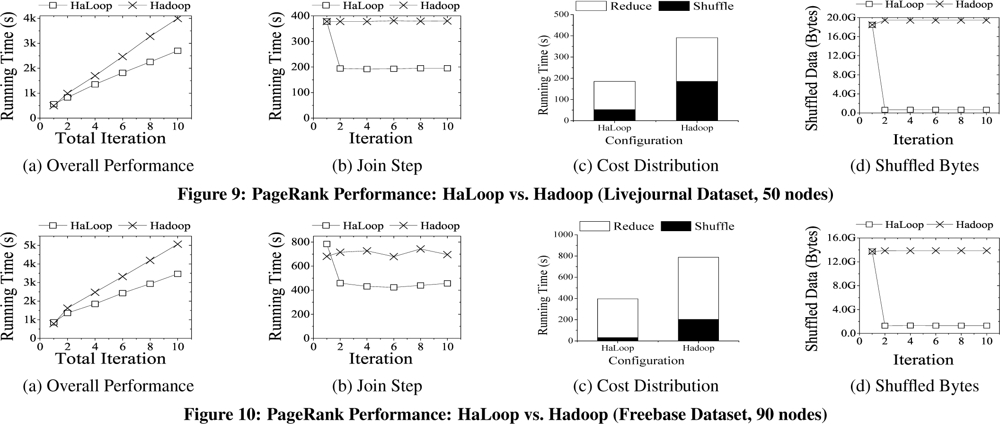 HaLoop Hadoop
Running Time (s)
4k
3k
2k
1k
0
0 2 4 6 8 10
Total Iteration
(a) Overall Performance
HaLoop Hadoop
Running Time (s)
400
300
200
100
0
0 2 4 6 8 10
Iteration
(b) Join Step
Reduce Shuffle
Running Time (s)
500
400
300
200
100
0
HaLoop Hadoop
Configuration
(c) Cost Distribution
HaLoop Hadoop
Shuffled Data (Bytes)
20.0G
16.0G
12.0G
8.0G
4.0G
0.0
0 2 4 6 8 10
Iteration
(d) Shuffled Bytes
Figure 9: PageRank Performance: HaLoop vs. Hadoop (Livejournal Dataset, 50 nodes)
HaLoop Hadoop
Running Time (s)
5k
4k
3k
2k
1k
0
0 2 4 6 8 10
Total Iteration
(a) Overall Performance
HaLoop Hadoop
Running Time (s)
800
600
400
200
0
0 2 4 6 8 10
Iteration
(b) Join Step
Reduce Shuffle
Running Time (s)
1000
800
600
400
200
0
HaLoop Hadoop
Configuration
(c) Cost Distribution
HaLoop Hadoop
Shuffled Data (Bytes)
16.0G
12.0G
8.0G
4.0G
0.0
0 2 4 6 8 10
Iteration
(d) Shuffled Bytes
Figure 10: PageRank Performance: HaLoop vs. Hadoop (Freebase Dataset, 90 nodes)